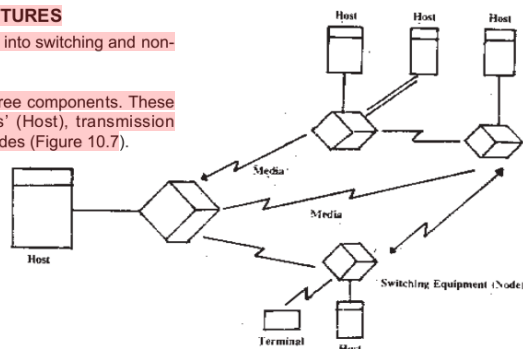 TURES
into switching and non-
ree components. These
s' (Host), transmission
des (Figure 10.7).
Host
Host
Host
Media
Media
Host
Switching Equipment (Node)
Terminal
Host